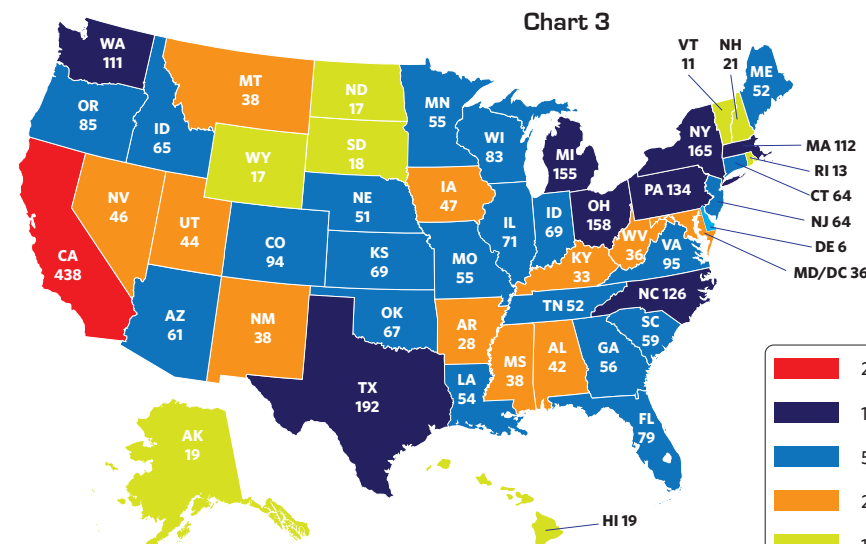 Chart 3
WA
111
OR
85
ID
65
MT
38
ND
17
SD
18
WY
17
NV
46
UT
44
CA
438
AZ
61
NM
38
CO
94
NE
51
KS
69
OK
67
TX
192
MN
55
IA
47
MO
55
AR
28
LA
54
WI
83
IL
71
ID
69
MI
155
OH
158
KY
33
TN 52
MS
38
AL
42
GA
56
FL
79
SC
59
NC 126
VA
95
WV
36
PA 134
NY
165
VT
11
NH
21
ME
52
MA 112
RI 13
CT 64
NJ 64
DE 6
MD/DC 36
AK
19
HI 19
2
1
5
2